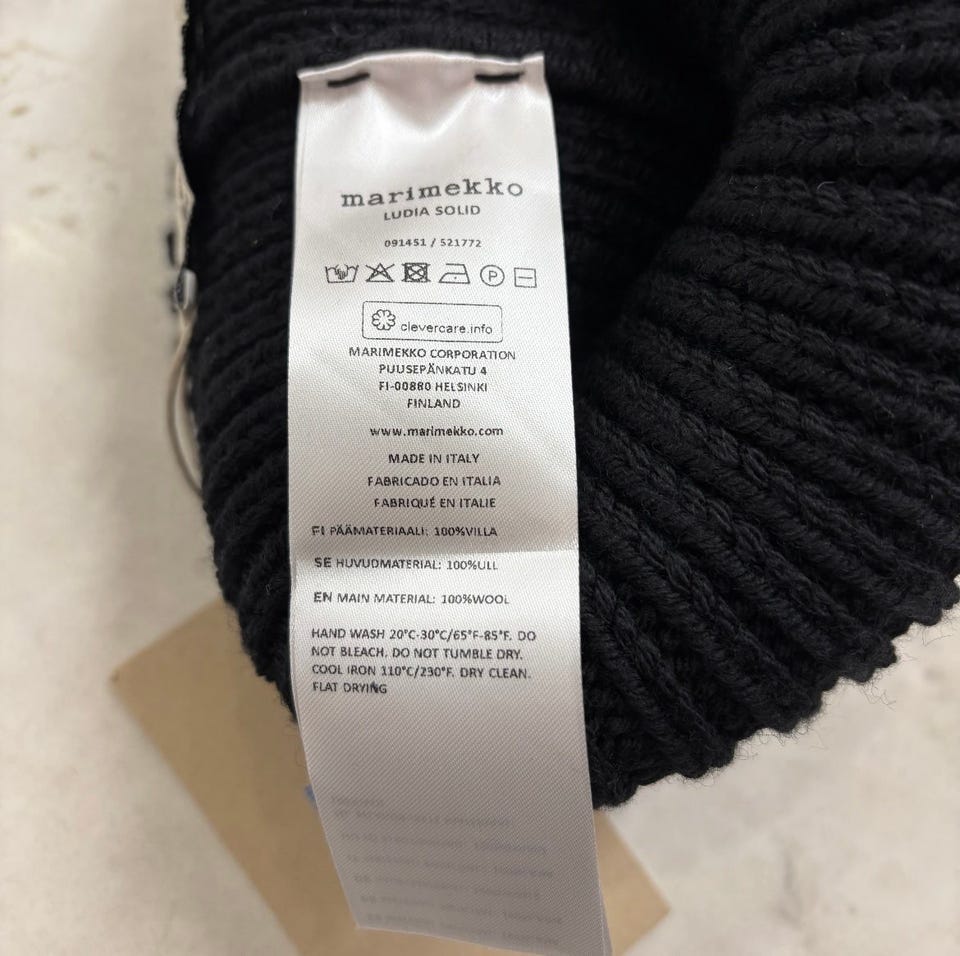 marimekko
LUDIA SOLID
091451 / 521772
P
clevercare.info
MARIMEKKO CORPORATION
PUUSEPÄNKATU 4
FI-00880 HELSINKI
FINLAND
www.marimekko.com
MADE IN ITALY
FABRICADO EN ITALIA
FABRIQUÉ EN ITALIE
FI PÄÄMATERIAALI: 100%VILLA
SE HUVUDMATERIAL: 100%ULL
EN MAIN MATERIAL: 100%WOOL
HAND WASH 20°C-30°C/65°F-85°F. DO
NOT BLEACH. DO NOT TUMBLE DRY.
COOL IRON 110°C/230°F. DRY CLEAN.
FLAT DRYING